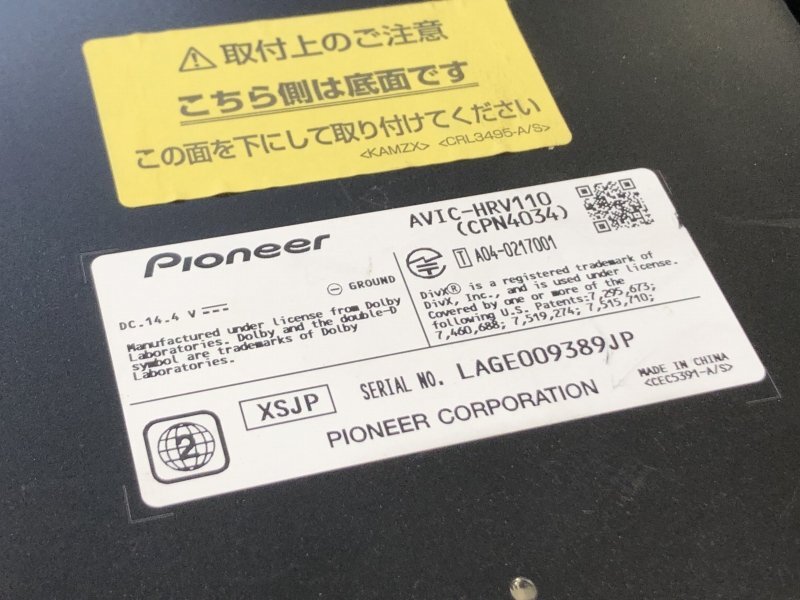 ⚠取付上のご注意
こちら側は底面です
この面を下にして取り付けてください
<KAMZX> <CRL3495-A/S>
Pioneer
AVIC-HRV110
(CPN4034)
DC.14.4 V
⊖ GROUND
T A04-0217001
Manufactured under license from Dolby
Laboratories. Dolby and the double-D
symbol are trademarks of Dolby
Laboratories.
DivX® is a registered trademark of
DivX, Inc., and is used under license.
Covered by one or more of the
following U.S. Patents:7,295,673;
7,460,688; 7,519,274; 7,515,710;
2
XSJP
SERIAL NO. LAGE009389JP
PIONEER CORPORATION
MADE IN CHINA
<CEC5391-A/S>